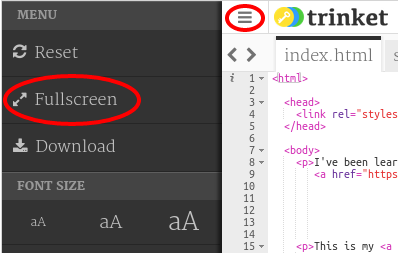 MENU
Reset
Fullscreen
Download
FONT SIZE
aA aA aA
trinket
index.html s
i 1 <html>
2
3 <head>
4 <link rel="styles
5 </head>
6
7 <body>
8 <p>I've been lear
9 <a href="https
10
11
12
13
14
15 <p>This is my <a